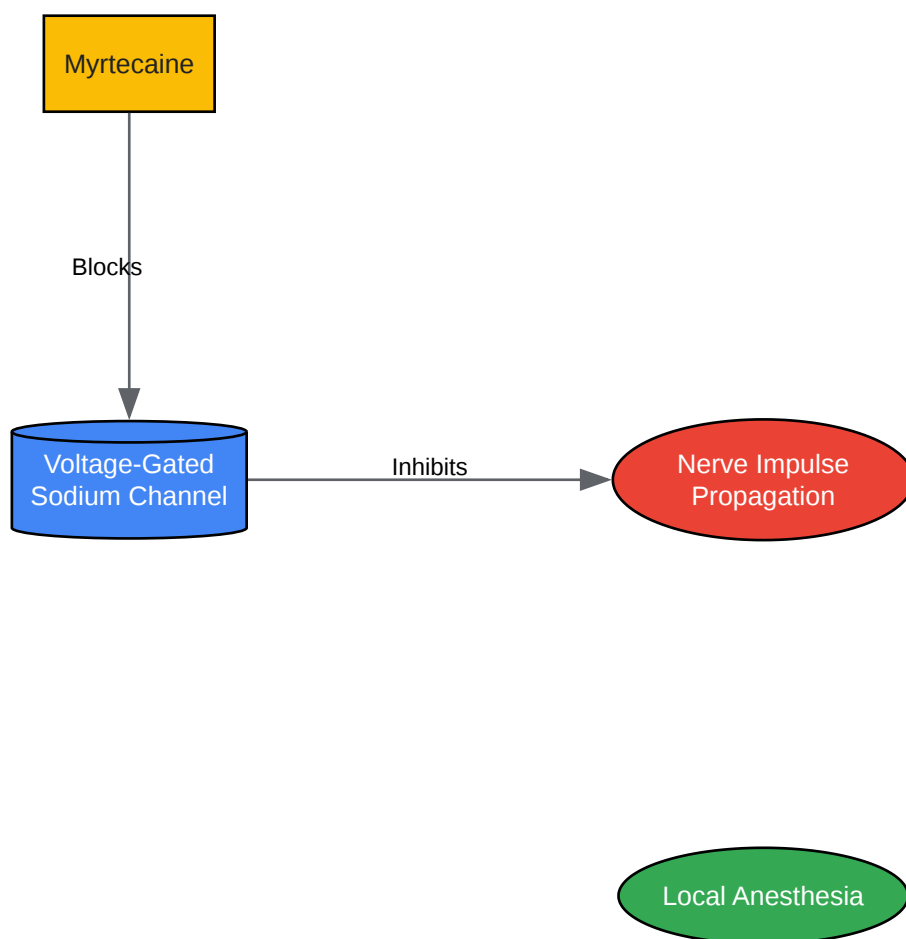 Myrtecaine
Blocks
Voltage-Gated
Sodium Channel
Inhibits
Nerve Impulse
Propagation
Local Anesthesia